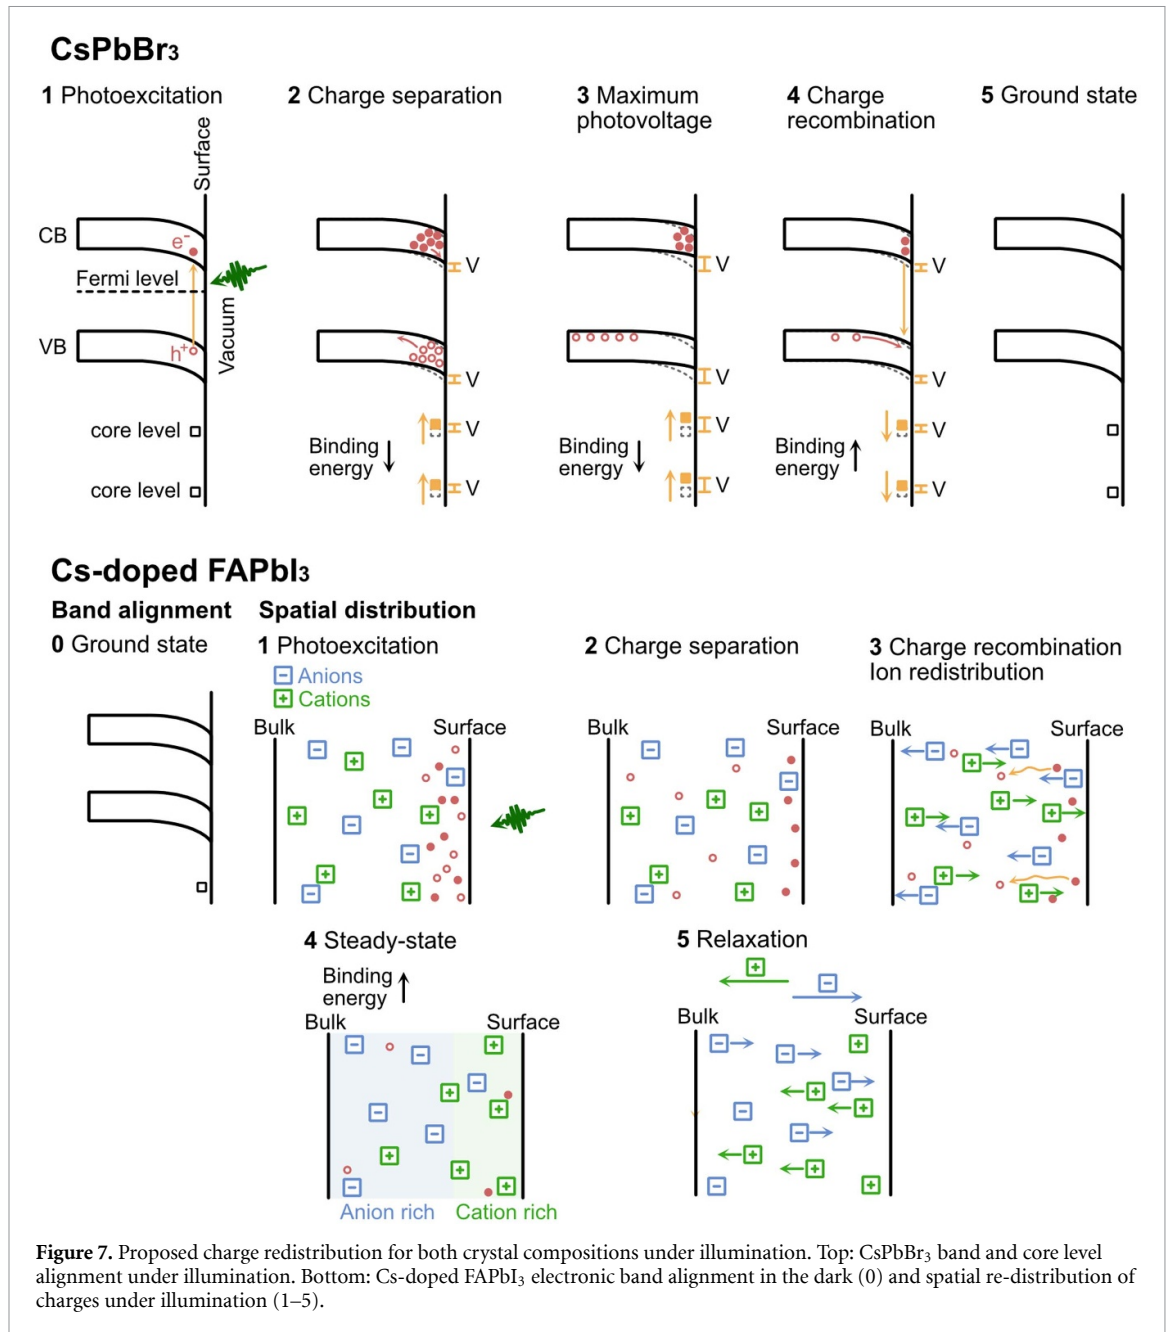 CsPbBr₃
1 Photoexcitation
2 Charge separation
3 Maximum
photovoltage
4 Charge
recombination
5 Ground state
Surface
CB
e⁻
Fermi level
VB
h⁺
Vacuum
core level
core level
V
V
Binding
energy
V
V
V
V
Binding
energy
V
V
V
V
Binding
energy
V
V
Cs-doped FAPbI₃
Band alignment
Spatial distribution
0 Ground state
1 Photoexcitation
Anions
Cations
Bulk
Surface
2 Charge separation
Bulk
Surface
3 Charge recombination
Ion redistribution
Bulk
Surface
4 Steady-state
Binding
energy
Bulk
Surface
Anion rich
Cation rich
5 Relaxation
Bulk
Surface
Figure 7. Proposed charge redistribution for both crystal compositions under illumination. Top: CsPbBr₃ band and core level
alignment under illumination. Bottom: Cs-doped FAPbI₃ electronic band alignment in the dark (0) and spatial re-distribution of
charges under illumination (1–5).